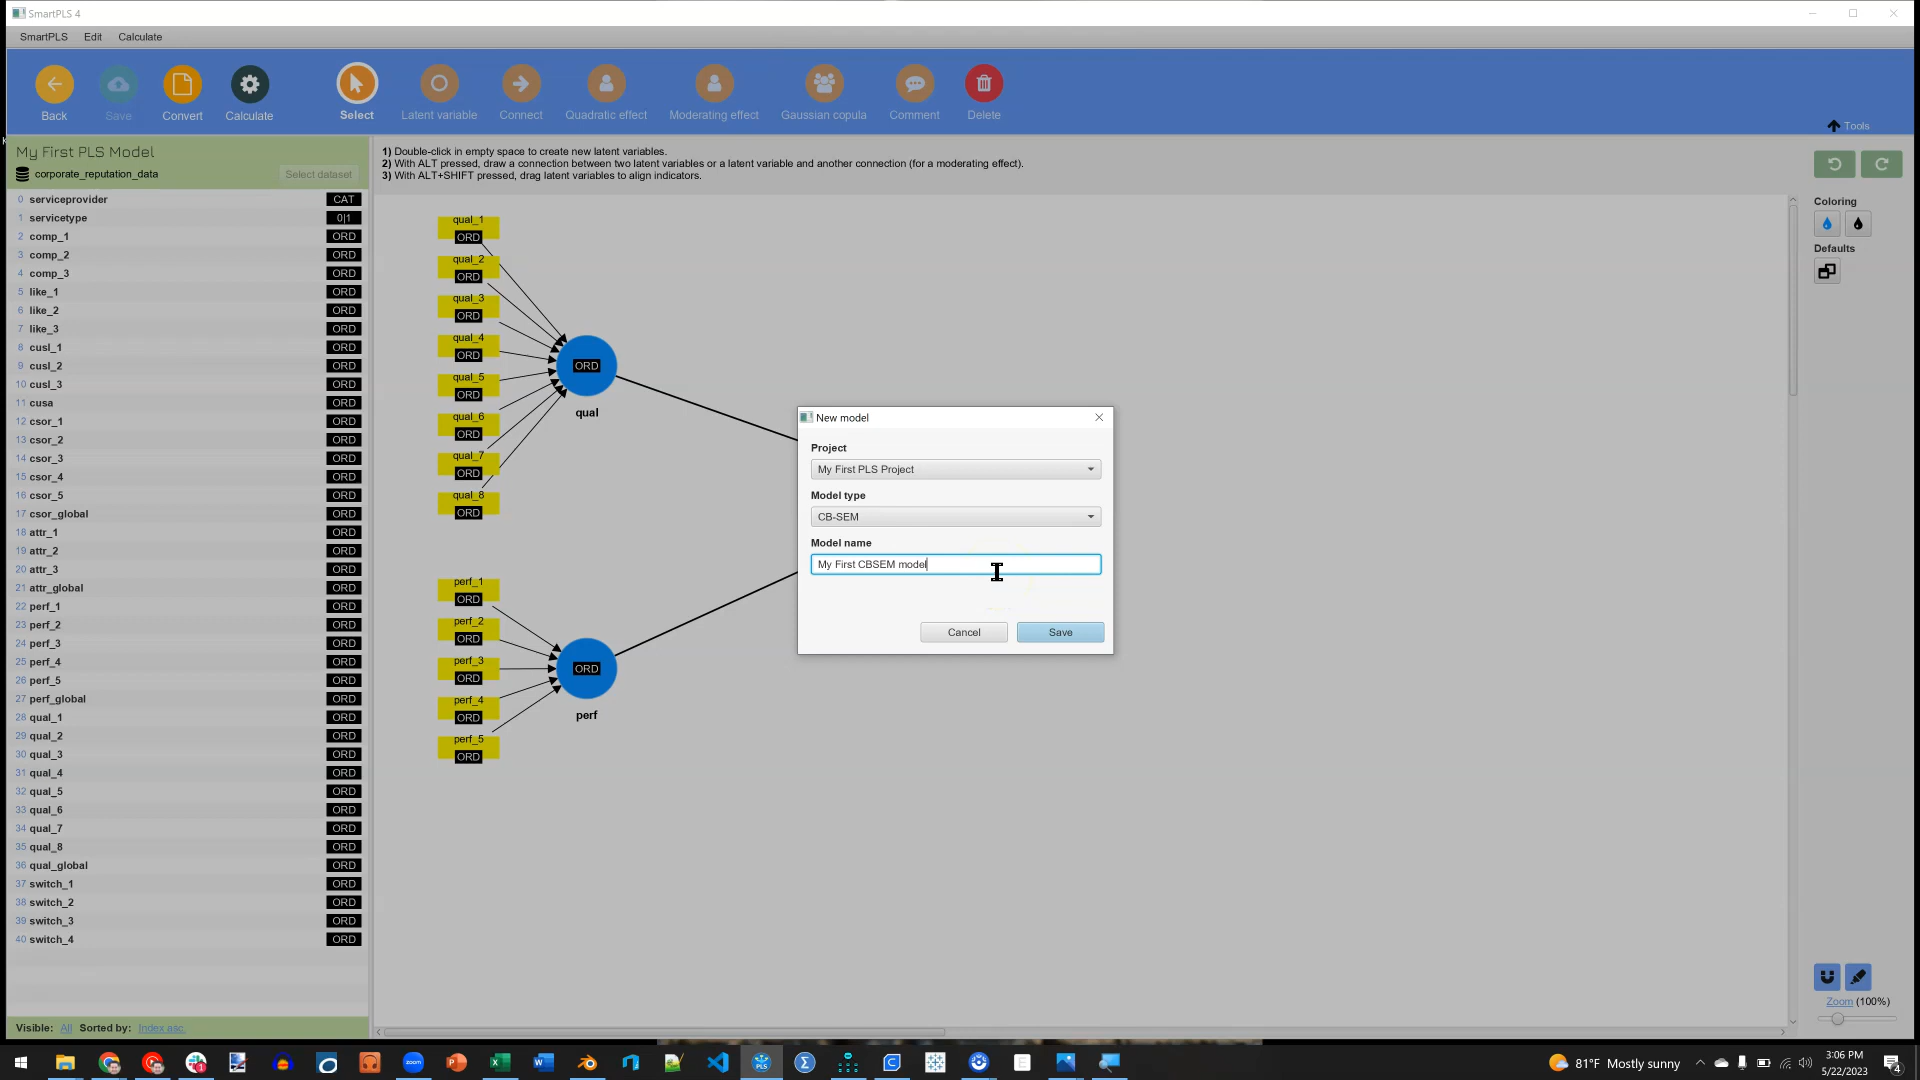 SmartPLS 4
SmartPLS Edit Calculate
Back Save Convert Calculate Select Latent variable Connect Quadratic effect Moderating effect Gaussian copula Comment Delete
Tools
My First PLS Model
corporate_reputation_data Select dataset
0 serviceprovider CAT
1 servicetype 0|1
2 comp_1 ORD
3 comp_2 ORD
4 comp_3 ORD
5 like_1 ORD
6 like_2 ORD
7 like_3 ORD
8 cusl_1 ORD
9 cusl_2 ORD
10 cusl_3 ORD
11 cusa ORD
12 csor_1 ORD
13 csor_2 ORD
14 csor_3 ORD
15 csor_4 ORD
16 csor_5 ORD
17 csor_global ORD
18 attr_1 ORD
19 attr_2 ORD
20 attr_3 ORD
21 attr_global ORD
22 perf_1 ORD
23 perf_2 ORD
24 perf_3 ORD
25 perf_4 ORD
26 perf_5 ORD
27 perf_global ORD
28 qual_1 ORD
29 qual_2 ORD
30 qual_3 ORD
31 qual_4 ORD
32 qual_5 ORD
33 qual_6 ORD
34 qual_7 ORD
35 qual_8 ORD
36 qual_global ORD
37 switch_1 ORD
38 switch_2 ORD
39 switch_3 ORD
40 switch_4 ORD
Visible: All Sorted by: Index asc.
1) Double-click in empty space to create new latent variables.
2) With ALT pressed, draw a connection between two latent variables or a latent variable and another connection (for a moderating effect).
3) With ALT+SHIFT pressed, drag latent variables to align indicators.
qual_1
ORD
qual_2
ORD
qual_3
ORD
qual_4
ORD
qual_5
ORD
qual_6
ORD
qual_7
ORD
qual_8
ORD
ORD
qual
perf_1
ORD
perf_2
ORD
perf_3
ORD
perf_4
ORD
perf_5
ORD
ORD
perf
New model
Project
My First PLS Project
Model type
CB-SEM
Model name
My First CBSEM model
Cancel Save
Coloring
Defaults
Zoom (100%)
zoom
PLS
81°F Mostly sunny
3:06 PM
5/22/2023
4